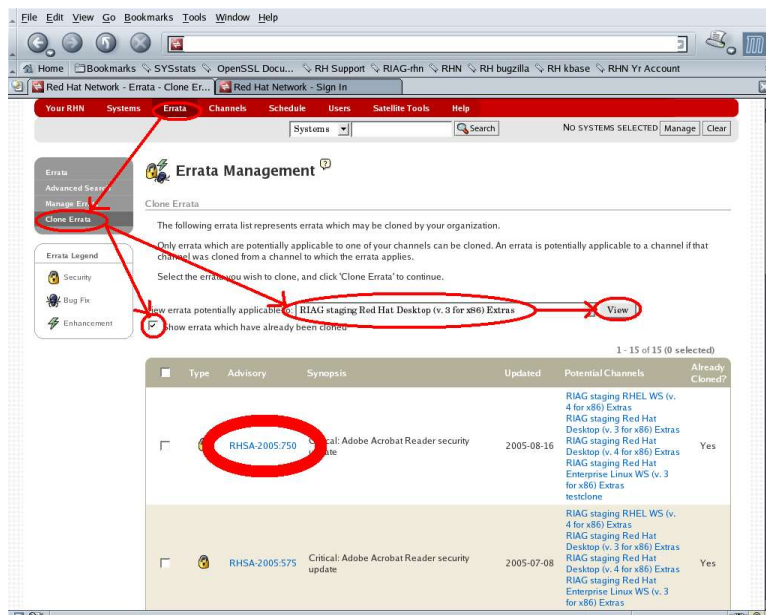 File Edit View Go Bookmarks Tools Window Help
Home Bookmarks SYSstats OpenSSL Docu... RH Support RIAG-rhn RHN RH bugzilla RH kbase RHN Yr Account
Red Hat Network - Errata - Clone Er... Red Hat Network - Sign In
Your RHN Systems Errata Channels Schedule Users Satellite Tools Help
Systems Search NO SYSTEMS SELECTED Manage Clear
Errata
Advanced Search
Manage Errata
Clone Errata
Errata Legend
Security
Bug Fix
Enhancement
Errata Management ?
Clone Errata
The following errata list represents errata which may be cloned by your organization.
Only errata which are potentially applicable to one of your channels can be cloned. An errata is potentially applicable to a channel if that
channel was cloned from a channel to which the errata applies.
Select the errata you wish to clone, and click 'Clone Errata' to continue.
View errata potentially applicable to: RIAG staging Red Hat Desktop (v. 3 for x86) Extras View
Show errata which have already been cloned
1 - 15 of 15 (0 selected)
Type Advisory Synopsis Updated Potential Channels Already
Cloned?
RHSA-2005:750 Critical: Adobe Acrobat Reader security
update
2005-08-16
RIAG staging RHEL WS (v.
4 for x86) Extras
RIAG staging Red Hat
Desktop (v. 3 for x86) Extras
RIAG staging Red Hat
Desktop (v. 4 for x86) Extras
RIAG staging Red Hat
Enterprise Linux WS (v. 3
for x86) Extras
testclone
Yes
RHSA-2005:575 Critical: Adobe Acrobat Reader security
update
2005-07-08
RIAG staging RHEL WS (v.
4 for x86) Extras
RIAG staging Red Hat
Desktop (v. 3 for x86) Extras
RIAG staging Red Hat
Desktop (v. 4 for x86) Extras
RIAG staging Red Hat
Enterprise Linux WS (v. 3
for x86) Extras
Yes